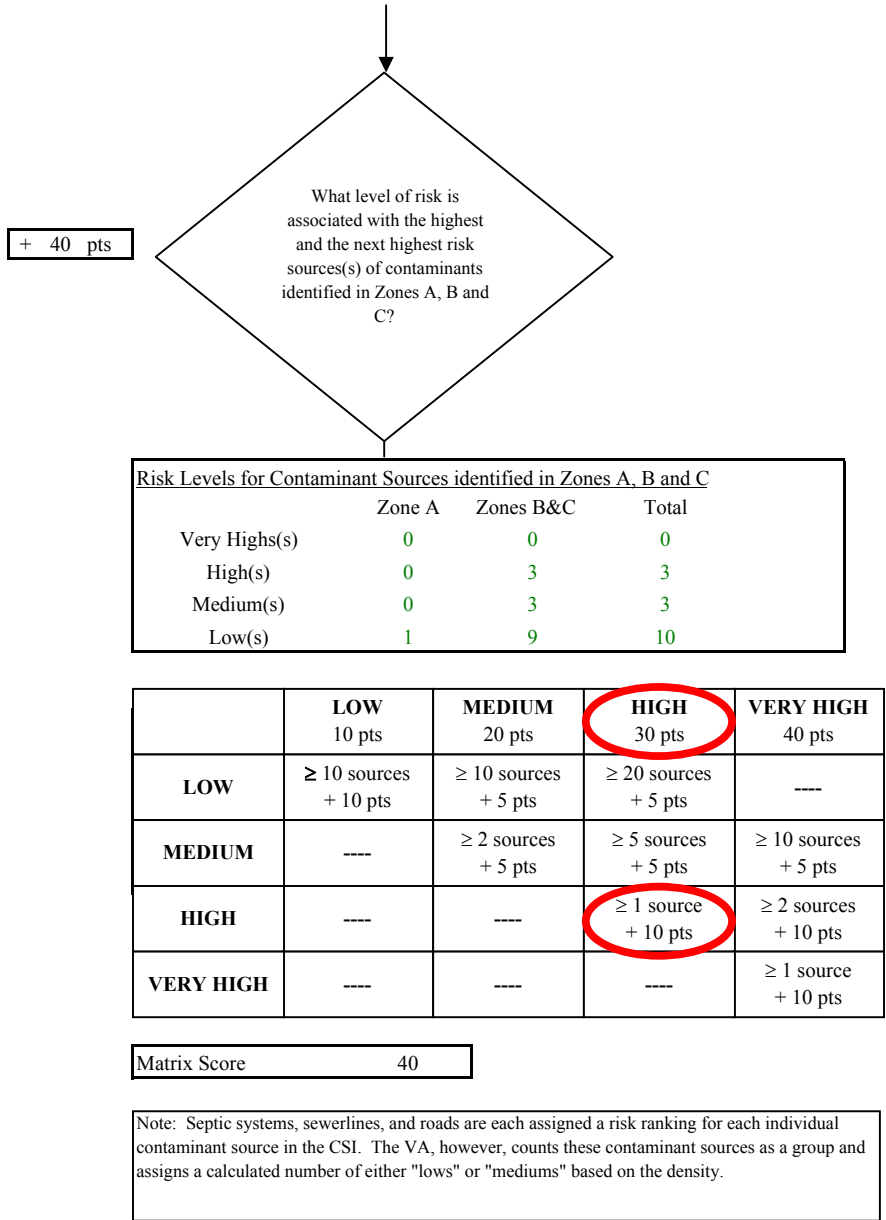 What level of risk is
associated with the highest
and the next highest risk
sources(s) of contaminants
identified in Zones A, B and
C?
+ 40 pts
Risk Levels for Contaminant Sources identified in Zones A, B and C
Zone A Zones B&C Total
Very Highs(s) 0 0 0
High(s) 0 3 3
Medium(s) 0 3 3
Low(s) 1 9 10
LOW MEDIUM HIGH VERY HIGH
10 pts 20 pts 30 pts 40 pts
LOW ≥ 10 sources ≥ 10 sources ≥ 20 sources ----
+ 10 pts + 5 pts + 5 pts
MEDIUM ---- ≥ 2 sources ≥ 5 sources ≥ 10 sources
+ 5 pts + 5 pts + 5 pts
HIGH ---- ---- ≥ 1 source ≥ 2 sources
+ 10 pts + 10 pts
VERY HIGH ---- ---- ---- ≥ 1 source
+ 10 pts
Matrix Score 40
Note: Septic systems, sewerlines, and roads are each assigned a risk ranking for each individual
contaminant source in the CSI. The VA, however, counts these contaminant sources as a group and
assigns a calculated number of either "lows" or "mediums" based on the density.